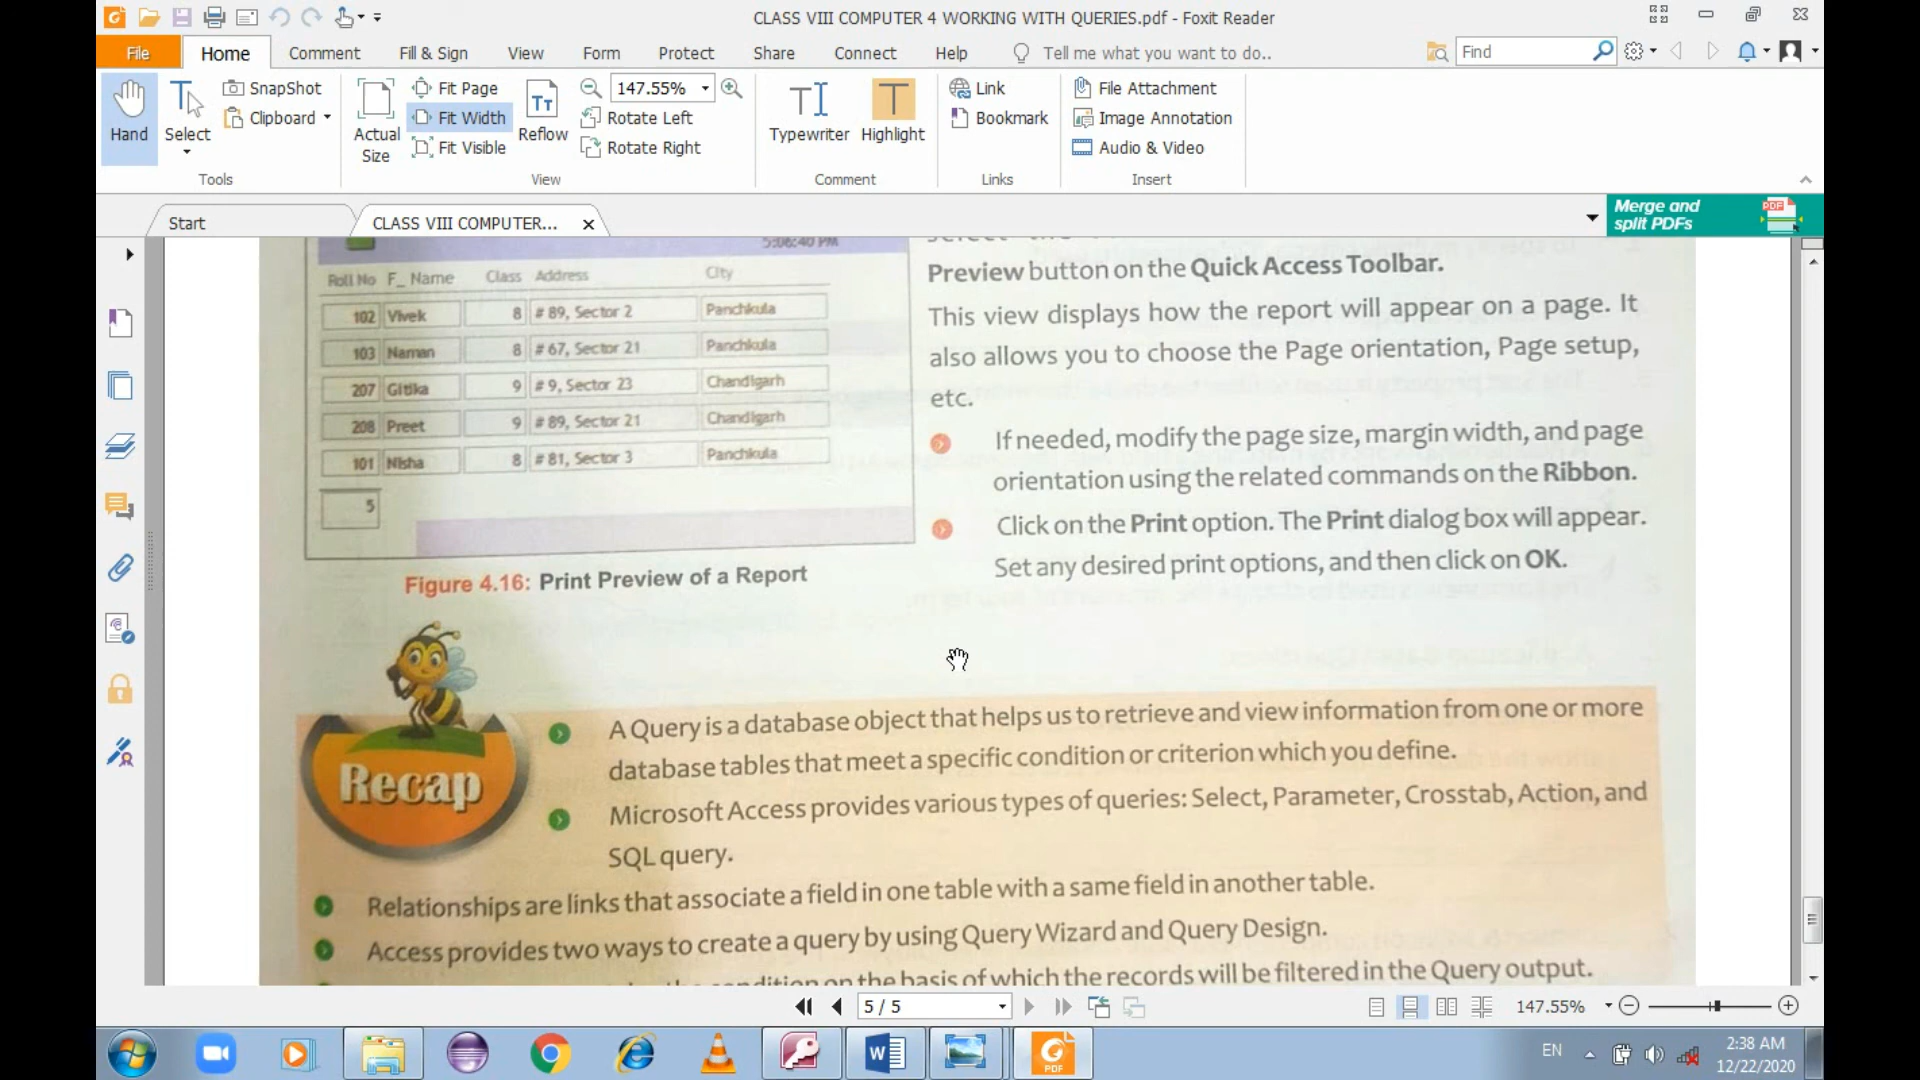 CLASS VIII COMPUTER 4 WORKING WITH QUERIES.pdf - Foxit Reader
File Home Comment Fill & Sign View Form Protect Share Connect Help Tell me what you want to do.. Find
Hand
Select
SnapShot
Clipboard
Tools
Actual
Size
Fit Page
Fit Width
Fit Visible
Reflow
147.55%
Rotate Left
Rotate Right
View
Typewriter
Highlight
Comment
Link
Bookmark
Links
File Attachment
Image Annotation
Audio & Video
Insert
Start
CLASS VIII COMPUTER...
Merge and
split PDFs
5:06:40 PM
Roll No F_Name Class Address City
102 Vivek 8 # 89, Sector 2 Panchkula
103 Naman 8 # 67, Sector 21 Panchkula
207 Gitika 9 # 9, Sector 23 Chandigarh
208 Preet 9 # 89, Sector 21 Chandigarh
101 Nisha 8 # 81, Sector 3 Panchkula
5
Figure 4.16: Print Preview of a Report
Preview button on the Quick Access Toolbar.
This view displays how the report will appear on a page. It
also allows you to choose the Page orientation, Page setup,
etc.
If needed, modify the page size, margin width, and page
orientation using the related commands on the Ribbon.
Click on the Print option. The Print dialog box will appear.
Set any desired print options, and then click on OK.
Recap
A Query is a database object that helps us to retrieve and view information from one or more
database tables that meet a specific condition or criterion which you define.
Microsoft Access provides various types of queries: Select, Parameter, Crosstab, Action, and
SQL query.
Relationships are links that associate a field in one table with a same field in another table.
Access provides two ways to create a query by using Query Wizard and Query Design.
condition on the basis of which the records will be filtered in the Query output.
5 / 5
147.55%
EN
2:38 AM
12/22/2020